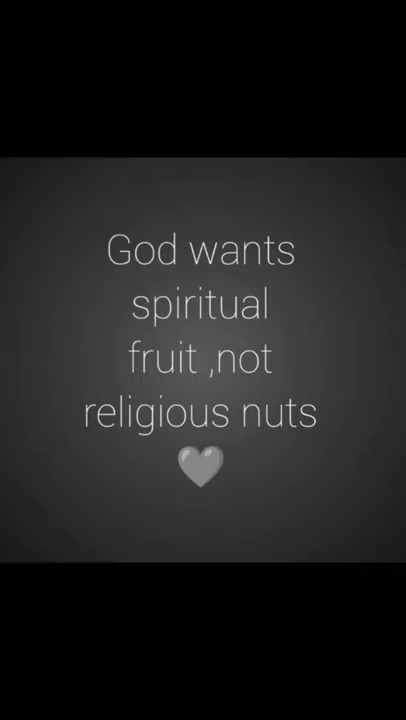 God wants
spiritual
fruit ,not
religious nuts
🩶